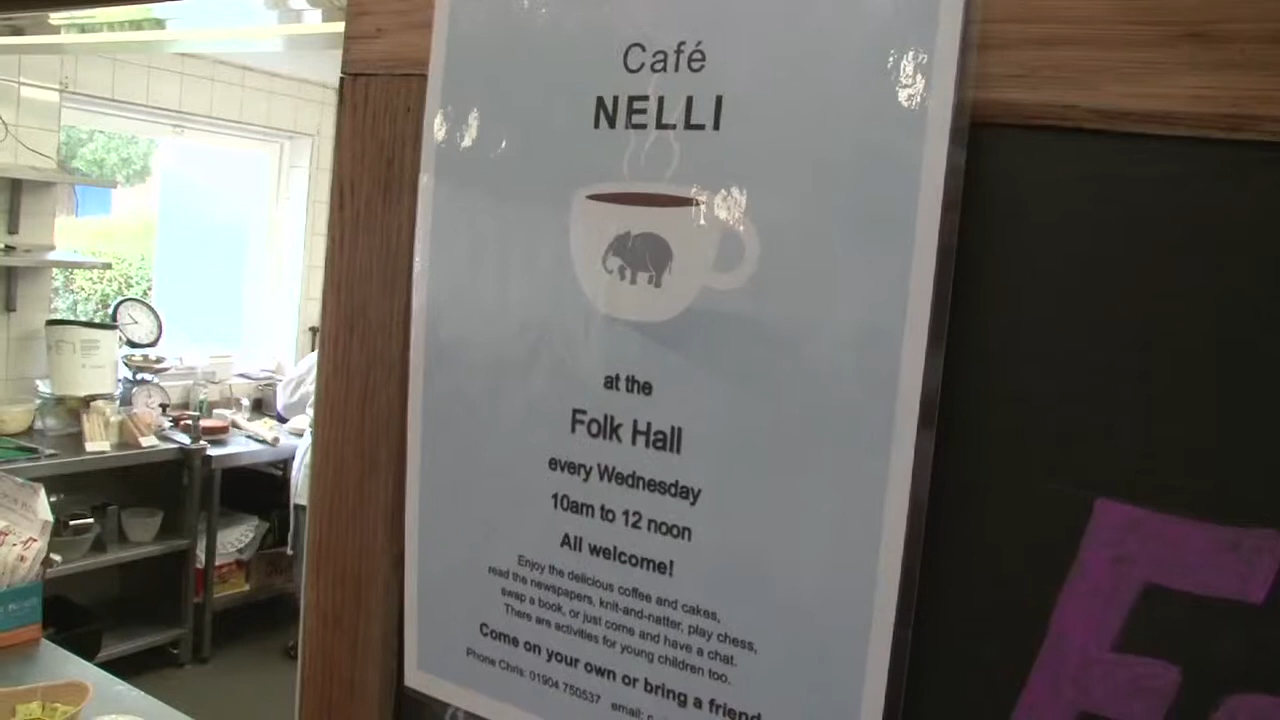 Café
NELLI
at the
Folk Hall
every Wednesday
10am to 12 noon
All welcome!
Enjoy the delicious coffee and cakes,
read the newspapers, knit-and-natter, play chess,
swap a book, or just come and have a chat.
There are activities for young children too.
Come on your own or bring a friend
Phone Chris: 01904 750537 email: